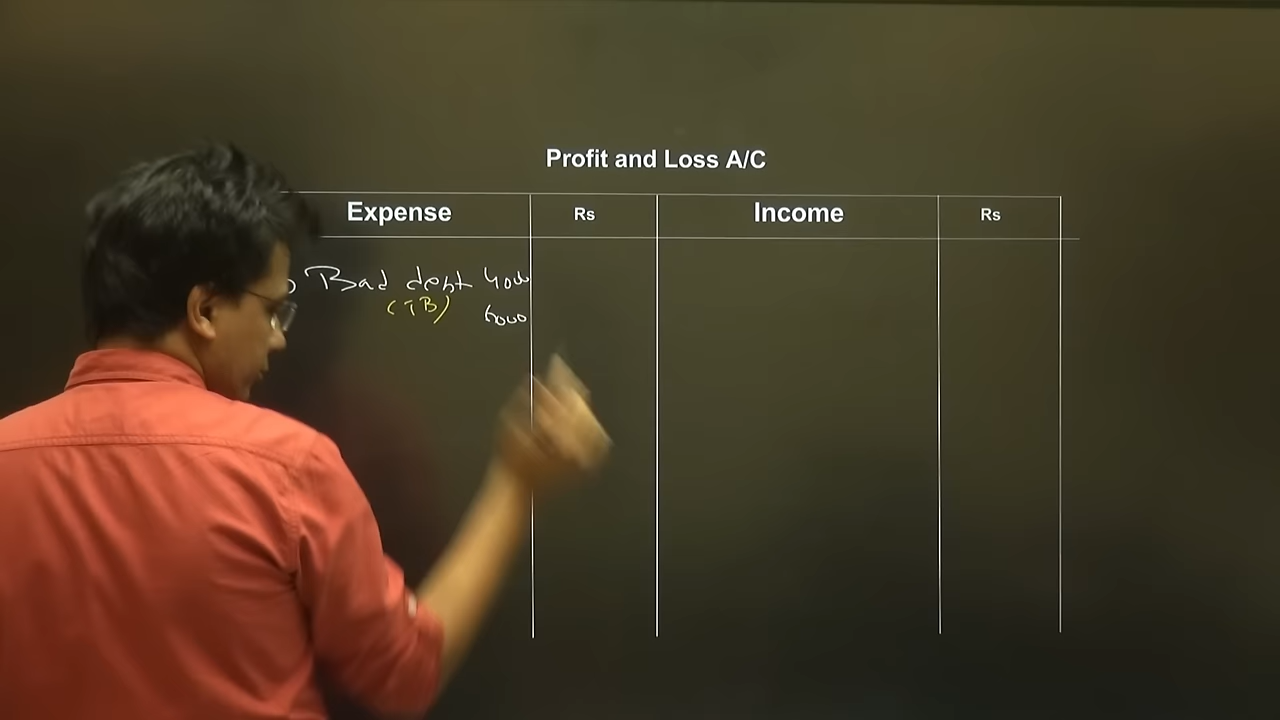 Profit and Loss A/C
Expense Rs Income Rs
Bad debt 4000
(TB) 6000